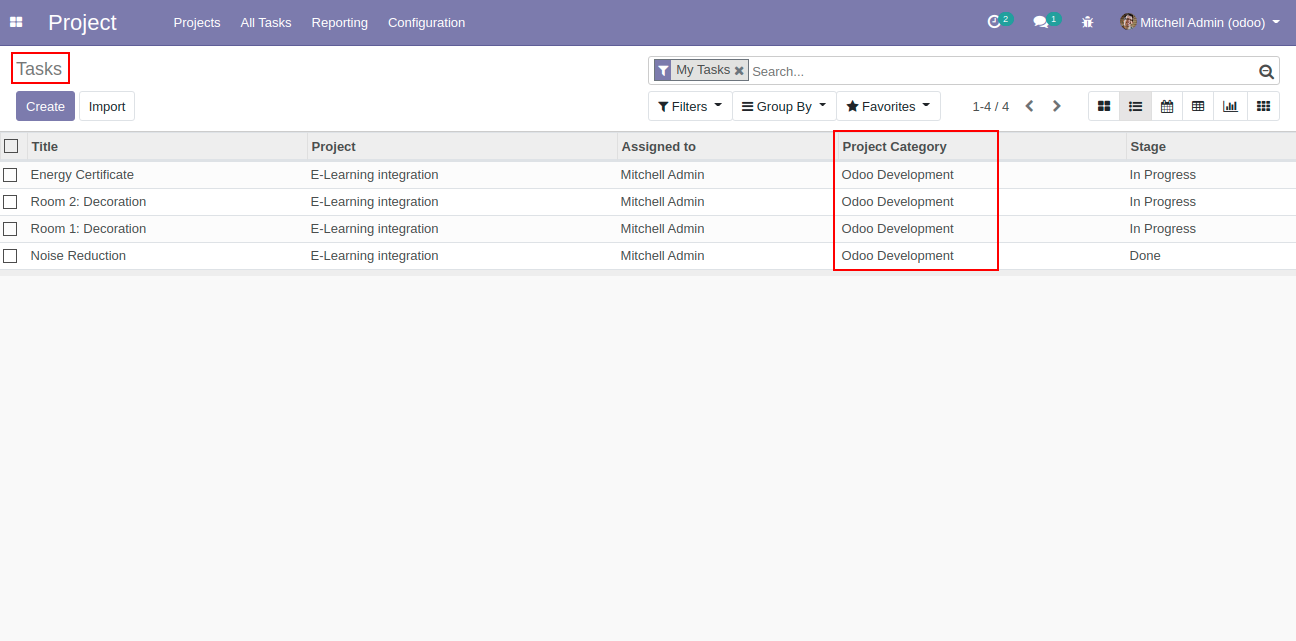 Project Projects All Tasks Reporting Configuration 2 1 Mitchell Admin (odoo)
Tasks
My Tasks Search...
Create Import Filters Group By Favorites 1-4 / 4
Title Project Assigned to Project Category Stage
Energy Certificate E-Learning integration Mitchell Admin Odoo Development In Progress
Room 2: Decoration E-Learning integration Mitchell Admin Odoo Development In Progress
Room 1: Decoration E-Learning integration Mitchell Admin Odoo Development In Progress
Noise Reduction E-Learning integration Mitchell Admin Odoo Development Done